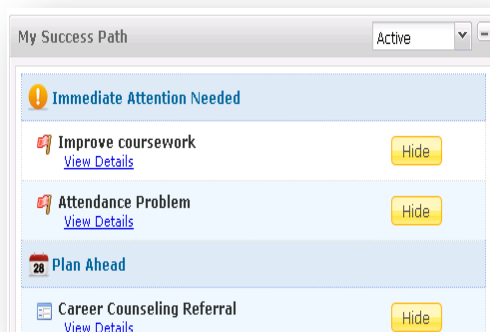 My Success Path
Active
Immediate Attention Needed
Improve coursework
Hide
View Details
Attendance Problem
Hide
View Details
28 Plan Ahead
Career Counseling Referral
Hide
View Details